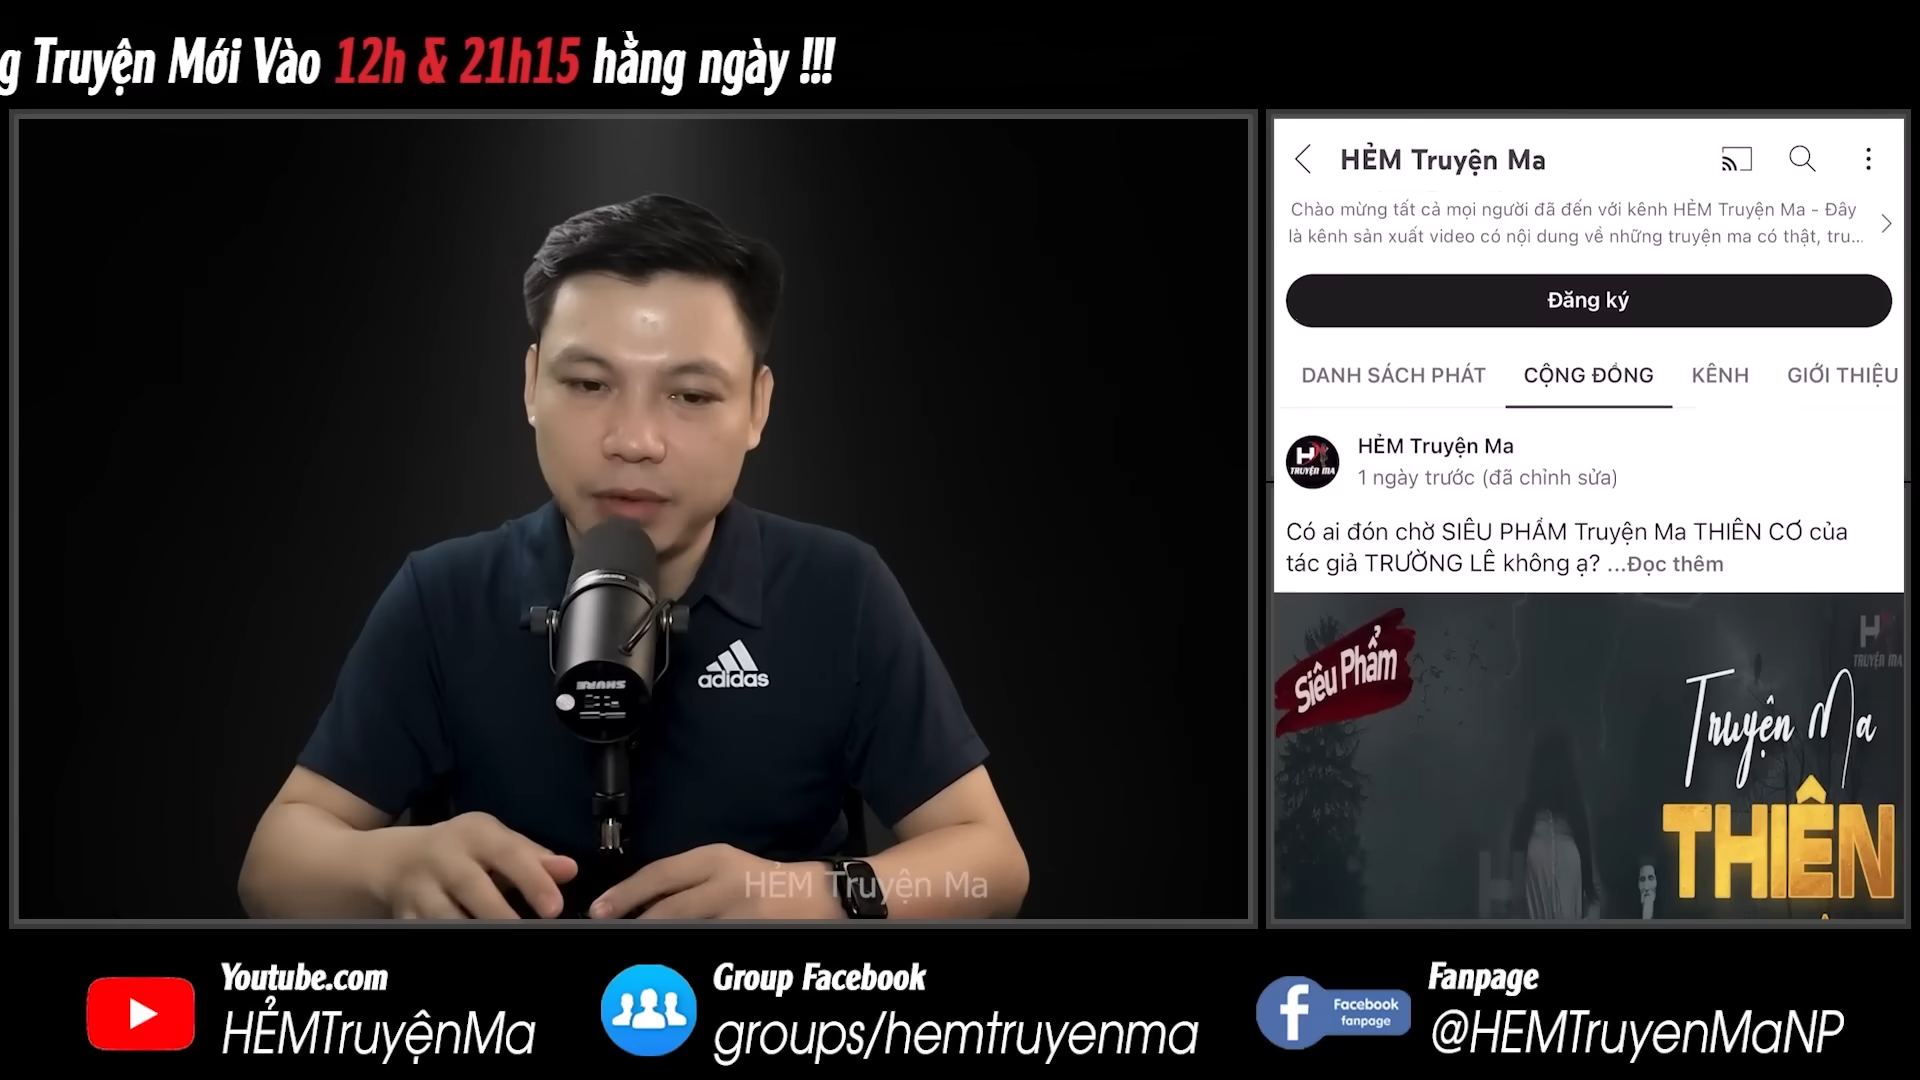 g Truyện Mới Vào 12h & 21h15 hằng ngày !!!
HẺM Truyện Ma
Chào mừng tất cả mọi người đã đến với kênh HẺM Truyện Ma - Đây
là kênh sản xuất video có nội dung về những truyện ma có thật, tru...
Đăng ký
DANH SÁCH PHÁT
CỘNG ĐỒNG
KÊNH
GIỚI THIỆU
H
TRUYỆN MA
HẺM Truyện Ma
1 ngày trước (đã chỉnh sửa)
Có ai đón chờ SIÊU PHẨM Truyện Ma THIÊN CƠ của
tác giả TRƯỜNG LÊ không ạ? ...Đọc thêm
Siêu Phẩm
H
TRUYỆN MA
Truyện Ma
THIÊN
adidas
SHURE
HẺM Truyện Ma
Youtube.com
HẺMTruyệnMa
Group Facebook
groups/hemtruyenma
Facebook
fanpage
Fanpage
@HEMTruyenMaNP